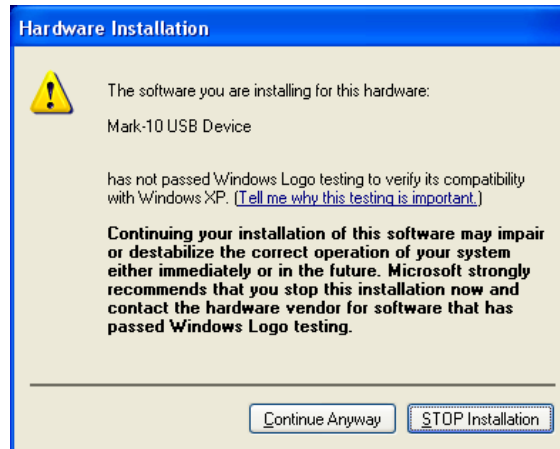 Hardware Installation
The software you are installing for this hardware:
Mark-10 USB Device
has not passed Windows Logo testing to verify its compatibility
with Windows XP. (Tell me why this testing is important.)
Continuing your installation of this software may impair
or destabilize the correct operation of your system
either immediately or in the future. Microsoft strongly
recommends that you stop this installation now and
contact the hardware vendor for software that has
passed Windows Logo testing.
Continue Anyway
STOP Installation